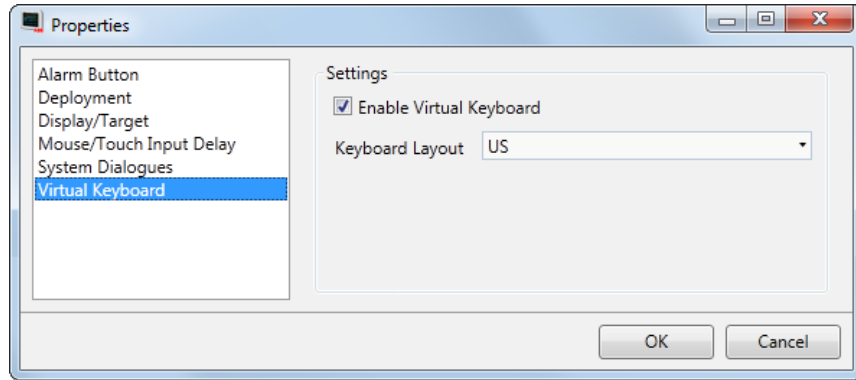 Properties
Alarm Button
Deployment
Display/Target
Mouse/Touch Input Delay
System Dialogues
Virtual Keyboard
Settings
Enable Virtual Keyboard
Keyboard Layout US
OK Cancel